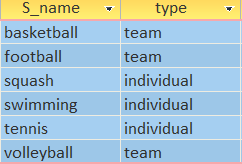 S_name type
basketball team
football team
squash individual
swimming individual
tennis individual
volleyball team